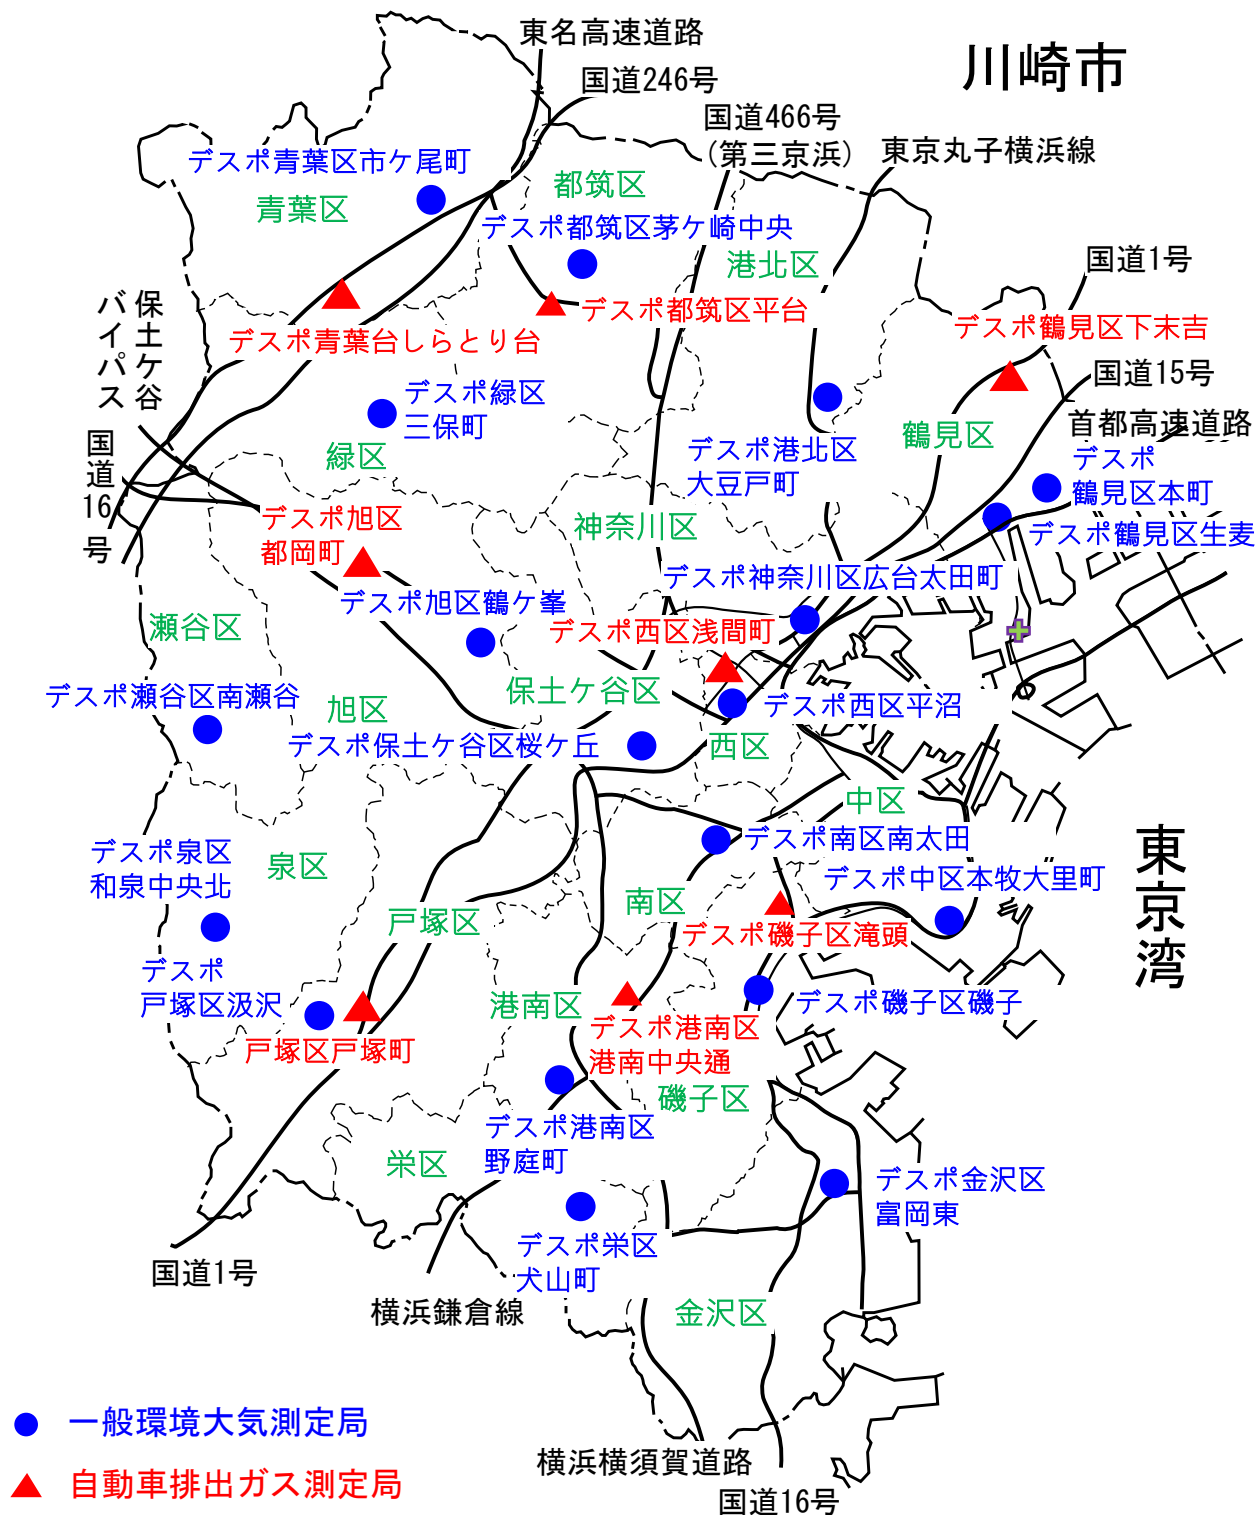 東名高速道路
川崎市
国道246号
国道466号
(第三京浜)
東京丸子横浜線
デスポ青葉区市ケ尾町
都筑区
青葉区
デスポ都筑区茅ケ崎中央
港北区
国道1号
保土ケ谷
バイパス
デスポ都筑区平台
デスポ鶴見区下末吉
デスポ青葉台しらとり台
国道15号
デスポ緑区
三保町
首都高速道路
鶴見区
国道16号
緑区
デスポ港北区
大豆戸町
デスポ
鶴見区本町
デスポ旭区
都岡町
神奈川区
デスポ鶴見区生麦
デスポ神奈川区広台太田町
デスポ旭区鶴ケ峯
瀬谷区
デスポ西区浅間町
デスポ瀬谷区南瀬谷
旭区
保土ケ谷区
デスポ西区平沼
デスポ保土ケ谷区桜ケ丘
西区
中区
デスポ南区南太田
デスポ泉区
和泉中央北
泉区
デスポ中区本牧大里町
東京湾
戸塚区
南区
デスポ磯子区滝頭
デスポ
戸塚区汲沢
港南区
デスポ磯子区磯子
戸塚区戸塚町
デスポ港南区
港南中央通
磯子区
デスポ港南区
野庭町
栄区
デスポ金沢区
富岡東
デスポ栄区
犬山町
国道1号
横浜鎌倉線
金沢区
一般環境大気測定局
横浜横須賀道路
自動車排出ガス測定局
国道16号